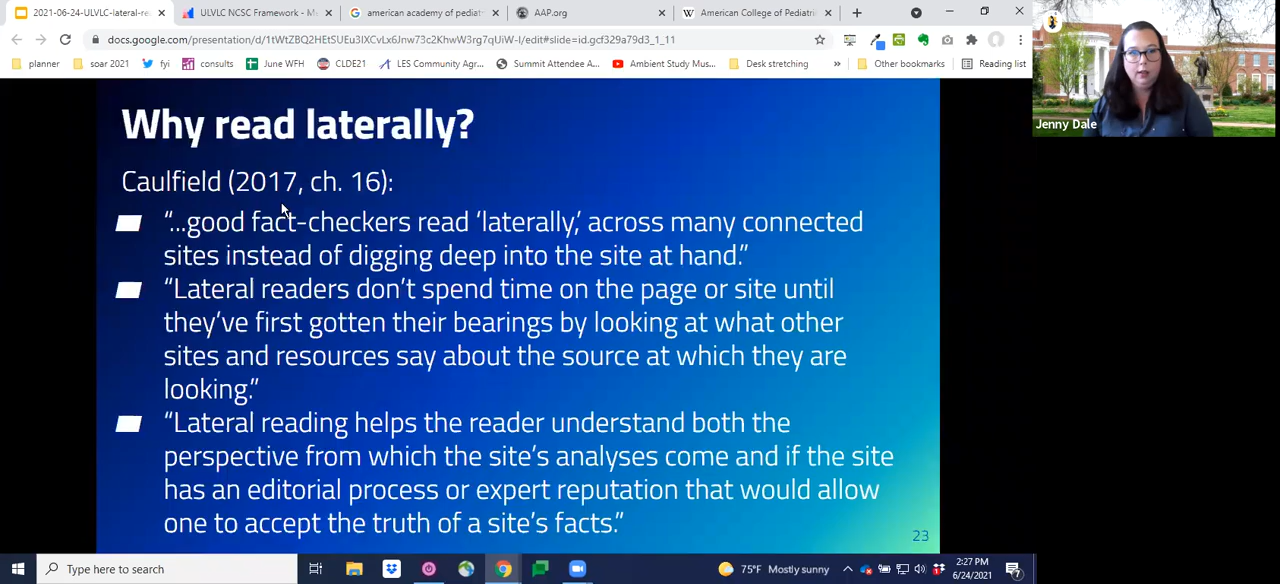 2021-06-24-ULVLC-lateral-re
ULVLC NCSC Framework - M
american academy of pediat
AAP.org
American College of Pediatri
docs.google.com/presentation/d/1tWtZBQ2HEtSUEu3lXCvLx6Jnw73c2KhwW3rg7qUiW-I/edit#slide=id.gcf329a79d3_1_11
planner
soar 2021
fyi
consults
June WFH
CLDE21
LES Community Agr...
Summit Attendee A...
Ambient Study Mus...
Desk stretching
»
Other bookmarks
Reading list
Jenny Dale
Why read laterally?
Caulfield (2017, ch. 16):
“...good fact-checkers read ‘laterally,’ across many connected
sites instead of digging deep into the site at hand.”
“Lateral readers don’t spend time on the page or site until
they’ve first gotten their bearings by looking at what other
sites and resources say about the source at which they are
looking.”
“Lateral reading helps the reader understand both the
perspective from which the site’s analyses come and if the site
has an editorial process or expert reputation that would allow
one to accept the truth of a site’s facts.”
23
Type here to search
75°F Mostly sunny
2:27 PM
6/24/2021
7